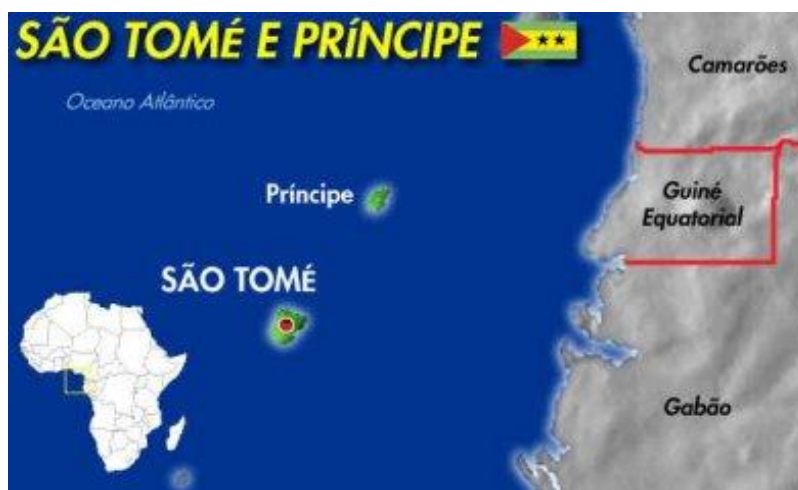 SÃO TOMÉ E PRÍNCIPE
Camarões
Oceano Atlântico
Príncipe
Guiné
Equatorial
SÃO TOMÉ
Gabão